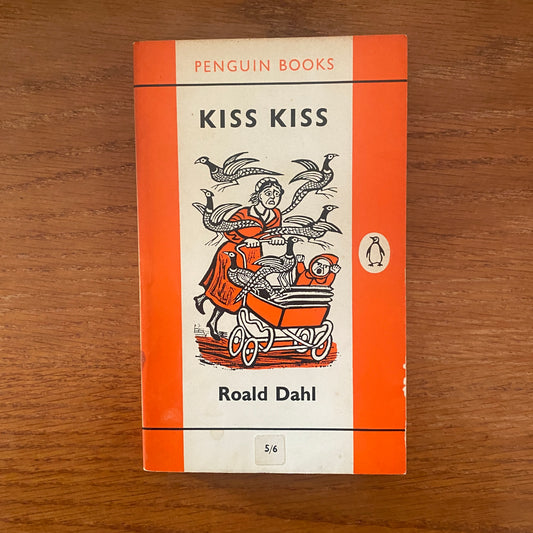 PENGUIN BOOKS
KISS KISS
Roald Dahl
5/6